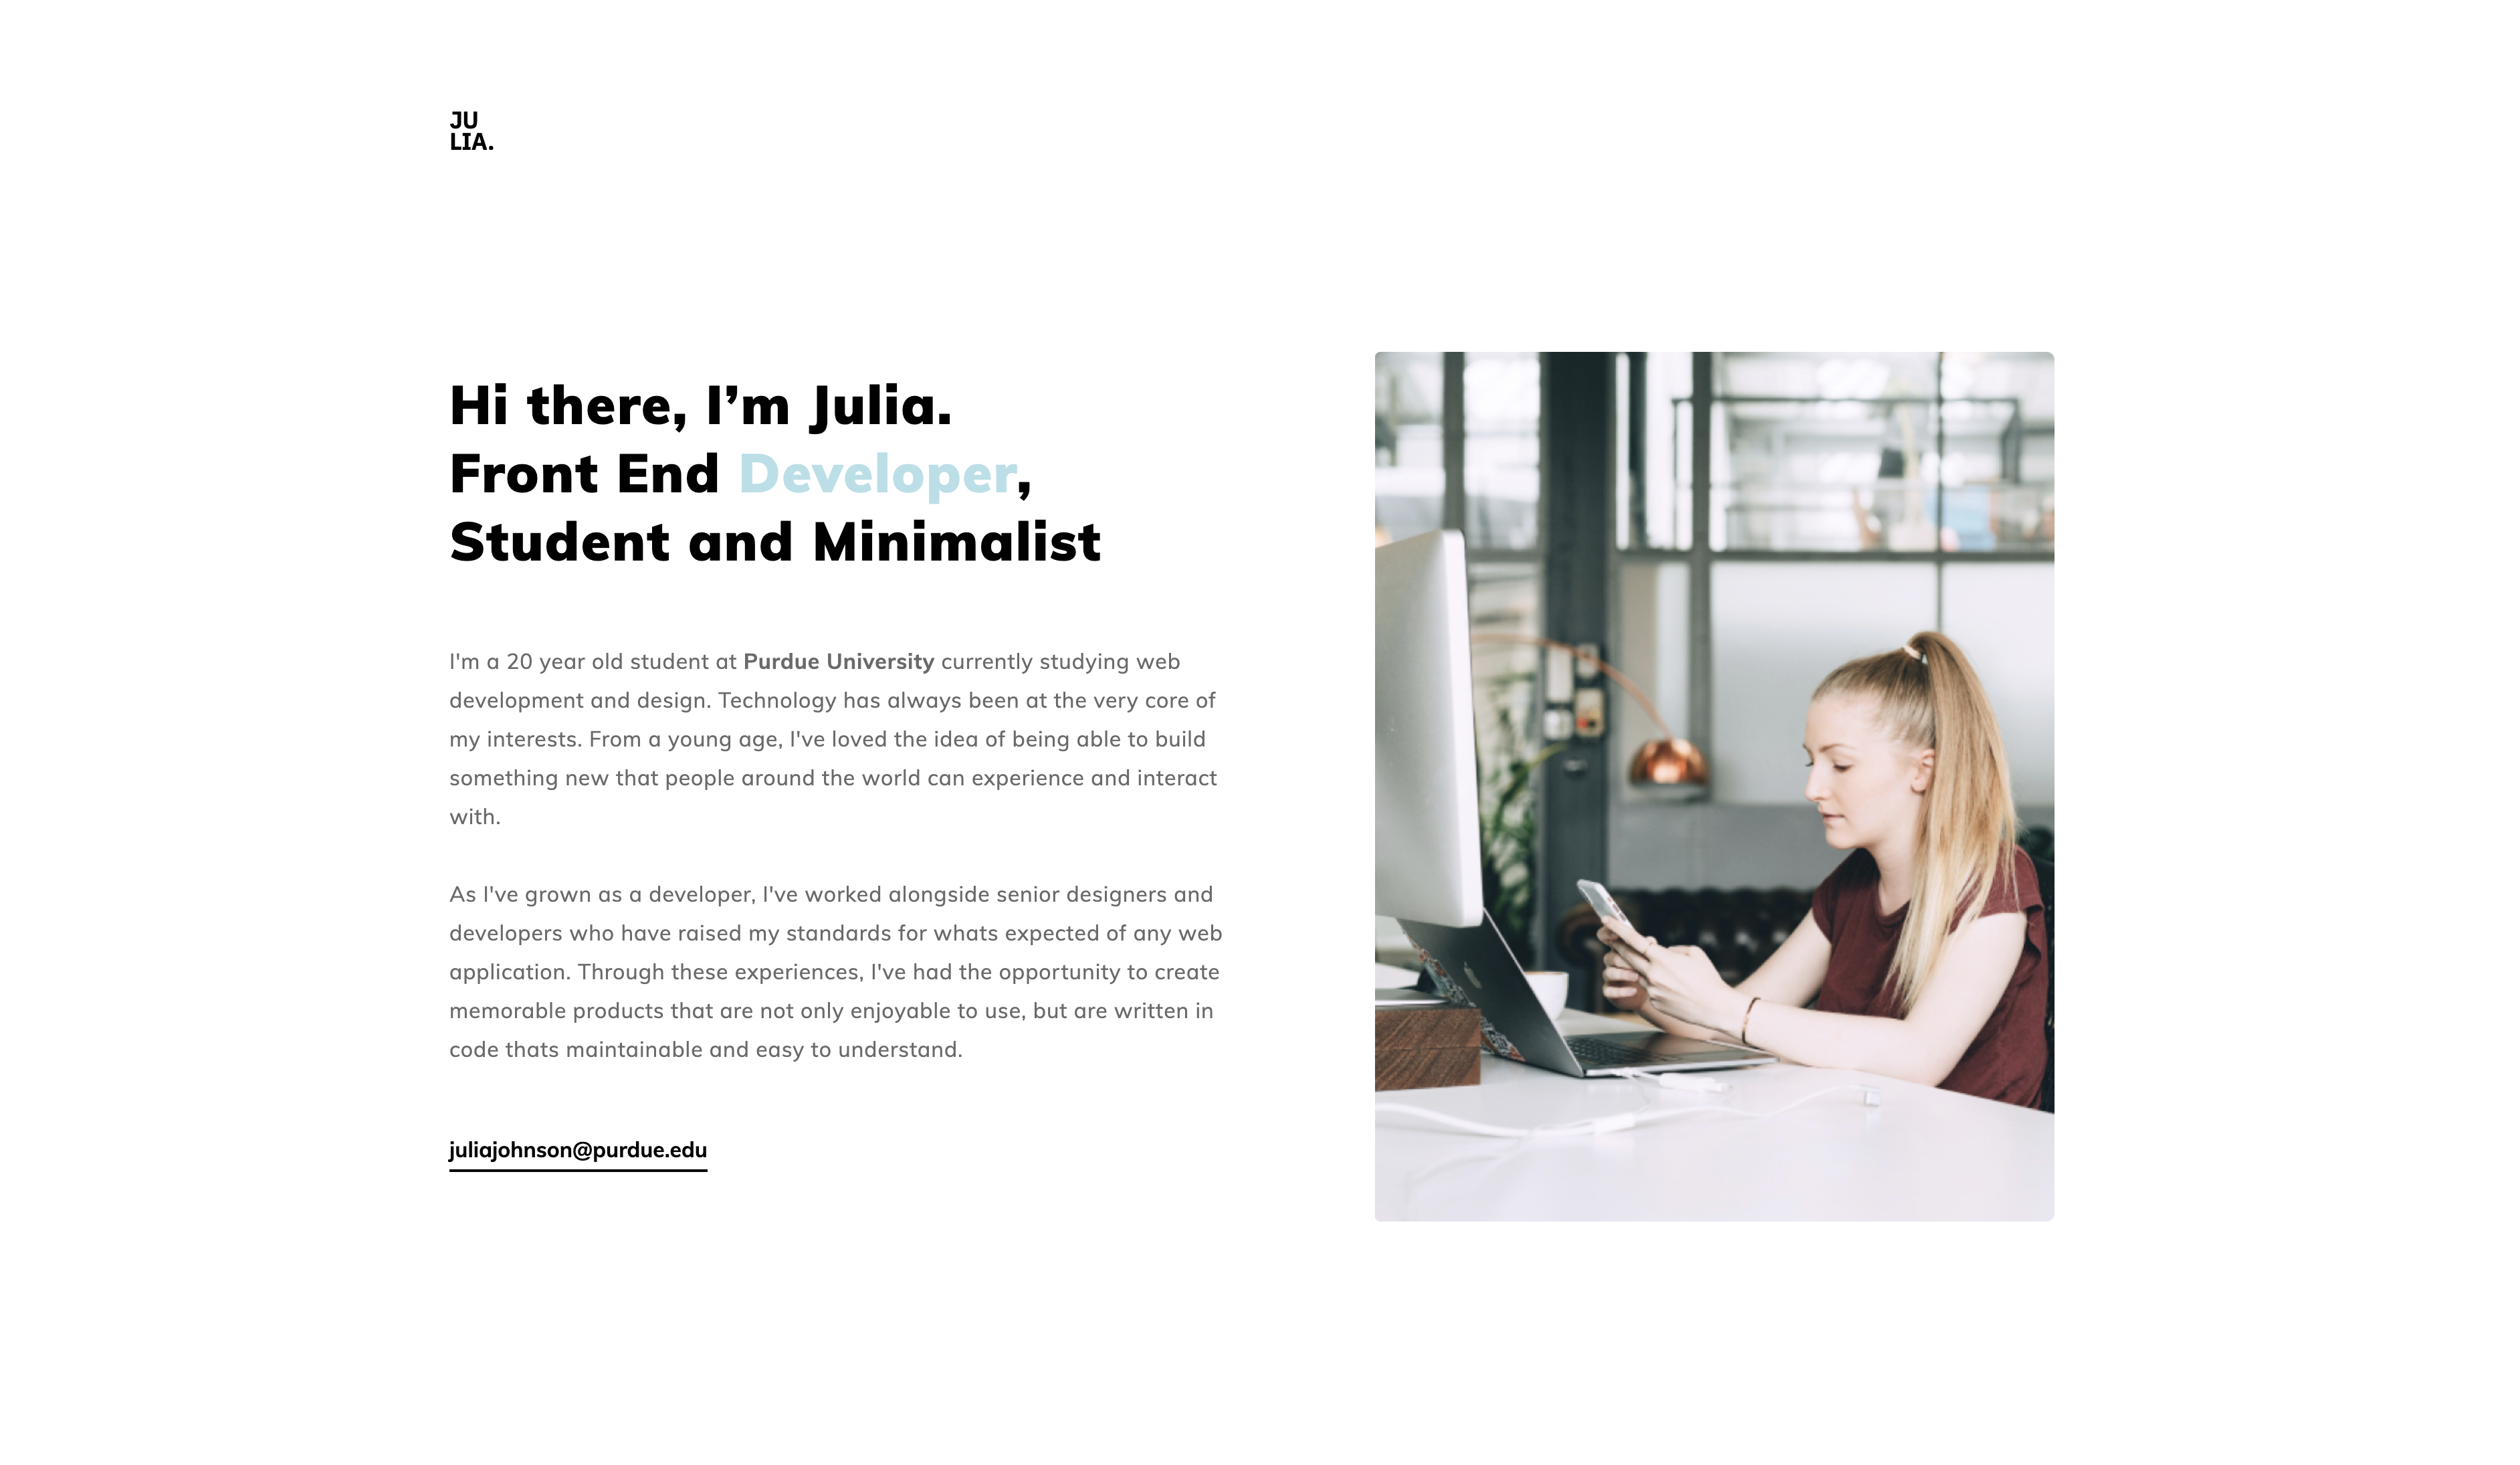 JU
LIA.
Hi there, I’m Julia.
Front End Developer,
Student and Minimalist
I'm a 20 year old student at Purdue University currently studying web
development and design. Technology has always been at the very core of
my interests. From a young age, I've loved the idea of being able to build
something new that people around the world can experience and interact
with.
As I've grown as a developer, I've worked alongside senior designers and
developers who have raised my standards for whats expected of any web
application. Through these experiences, I've had the opportunity to create
memorable products that are not only enjoyable to use, but are written in
code thats maintainable and easy to understand.
juliajohnson@purdue.edu